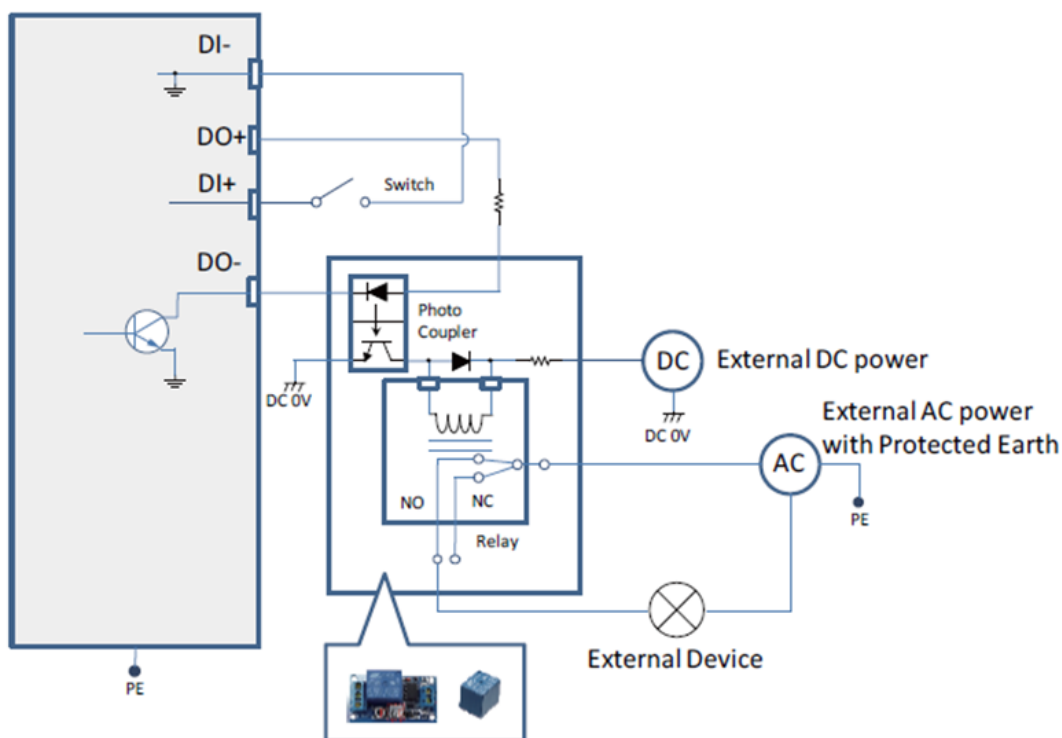 DI-
DO+
DI+
Switch
DO-
Photo
Coupler
DC 0V
DC
External DC power
DC 0V
External AC power
with Protected Earth
AC
NO
NC
PE
Relay
External Device
PE